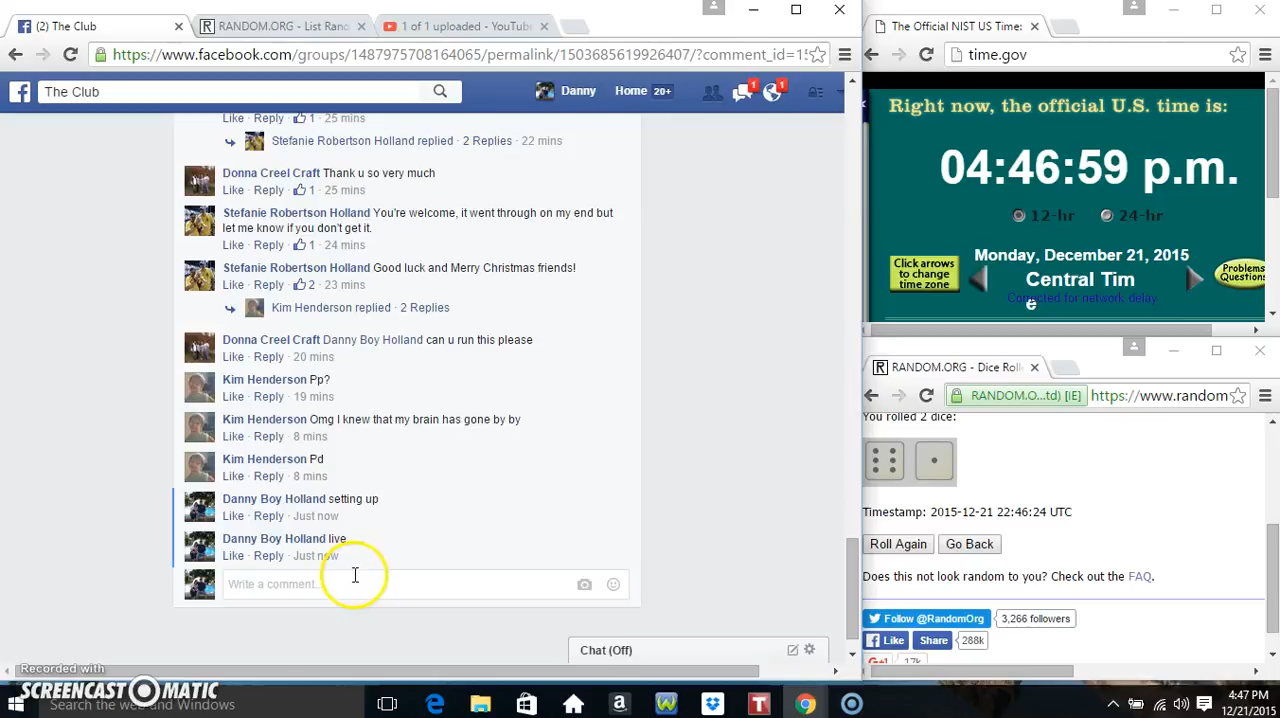 (2) The Club
RANDOM.ORG - List Rand
1 of 1 uploaded - YouTube
https://www.facebook.com/groups/1487975708164065/permalink/1503685619926407/?comment_id=15
The Club
Danny
Home 20+
1
1
Like · Reply · 1 · 25 mins
Stefanie Robertson Holland replied · 2 Replies · 22 mins
Donna Creel Craft Thank u so very much
Like · Reply · 1 · 25 mins
Stefanie Robertson Holland You're welcome, it went through on my end but
let me know if you don't get it.
Like · Reply · 1 · 24 mins
Stefanie Robertson Holland Good luck and Merry Christmas friends!
Like · Reply · 2 · 23 mins
Kim Henderson replied · 2 Replies
Donna Creel Craft Danny Boy Holland can u run this please
Like · Reply · 20 mins
Kim Henderson Pp?
Like · Reply · 19 mins
Kim Henderson Omg I knew that my brain has gone by by
Like · Reply · 8 mins
Kim Henderson Pd
Like · Reply · 8 mins
Danny Boy Holland setting up
Like · Reply · Just now
Danny Boy Holland live
Like · Reply · Just now
Write a comment...
Chat (Off)
The Official NIST US Time:
time.gov
Right now, the official U.S. time is:
04:46:59 p.m.
12-hr 24-hr
Monday, December 21, 2015
Click arrows
to change
time zone
Central Tim
e
Problems
Questions
Corrected for network delay
RANDOM.ORG - Dice Roll
RANDOM.O...td) [IE] https://www.random
You rolled 2 dice:
Timestamp: 2015-12-21 22:46:24 UTC
Roll Again Go Back
Does this not look random to you? Check out the FAQ.
Follow @RandomOrg 3,266 followers
Like Share 288k
g+1 17k
Recorded with
SCREENCAST-O-MATIC
Search the web and Windows
4:47 PM
12/21/2015